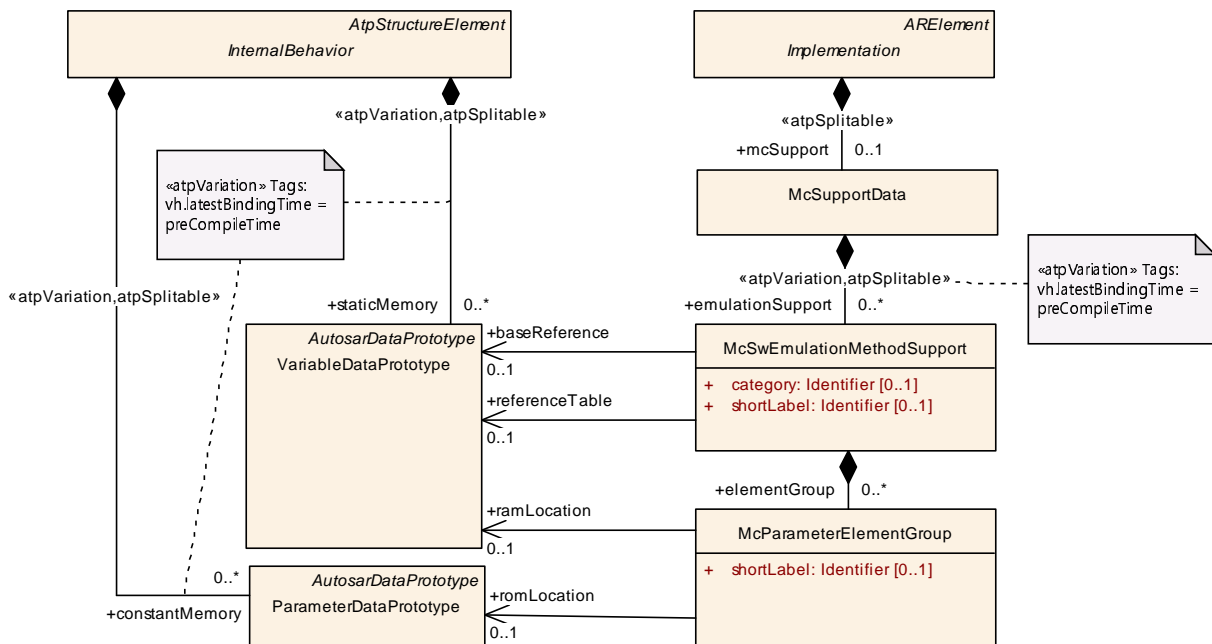 AtpStructureElement
InternalBehavior
ARElement
Implementation
«atpVariation,atpSplitable»
«atpSplitable»
+mcSupport 0..1
«atpVariation» Tags:
vh.latestBindingTime =
preCompileTime
McSupportData
«atpVariation» Tags:
vh.latestBindingTime =
preCompileTime
«atpVariation,atpSplitable»
«atpVariation,atpSplitable»
+staticMemory 0..*
+emulationSupport 0..*
AutosarDataPrototype
VariableDataPrototype
+baseReference
0..1
McSwEmulationMethodSupport
+ category: Identifier [0..1]
+ shortLabel: Identifier [0..1]
+referenceTable
0..1
+elementGroup 0..*
+ramLocation
0..1
McParameterElementGroup
+ shortLabel: Identifier [0..1]
0..*
+constantMemory
AutosarDataPrototype
ParameterDataPrototype
+romLocation
0..1